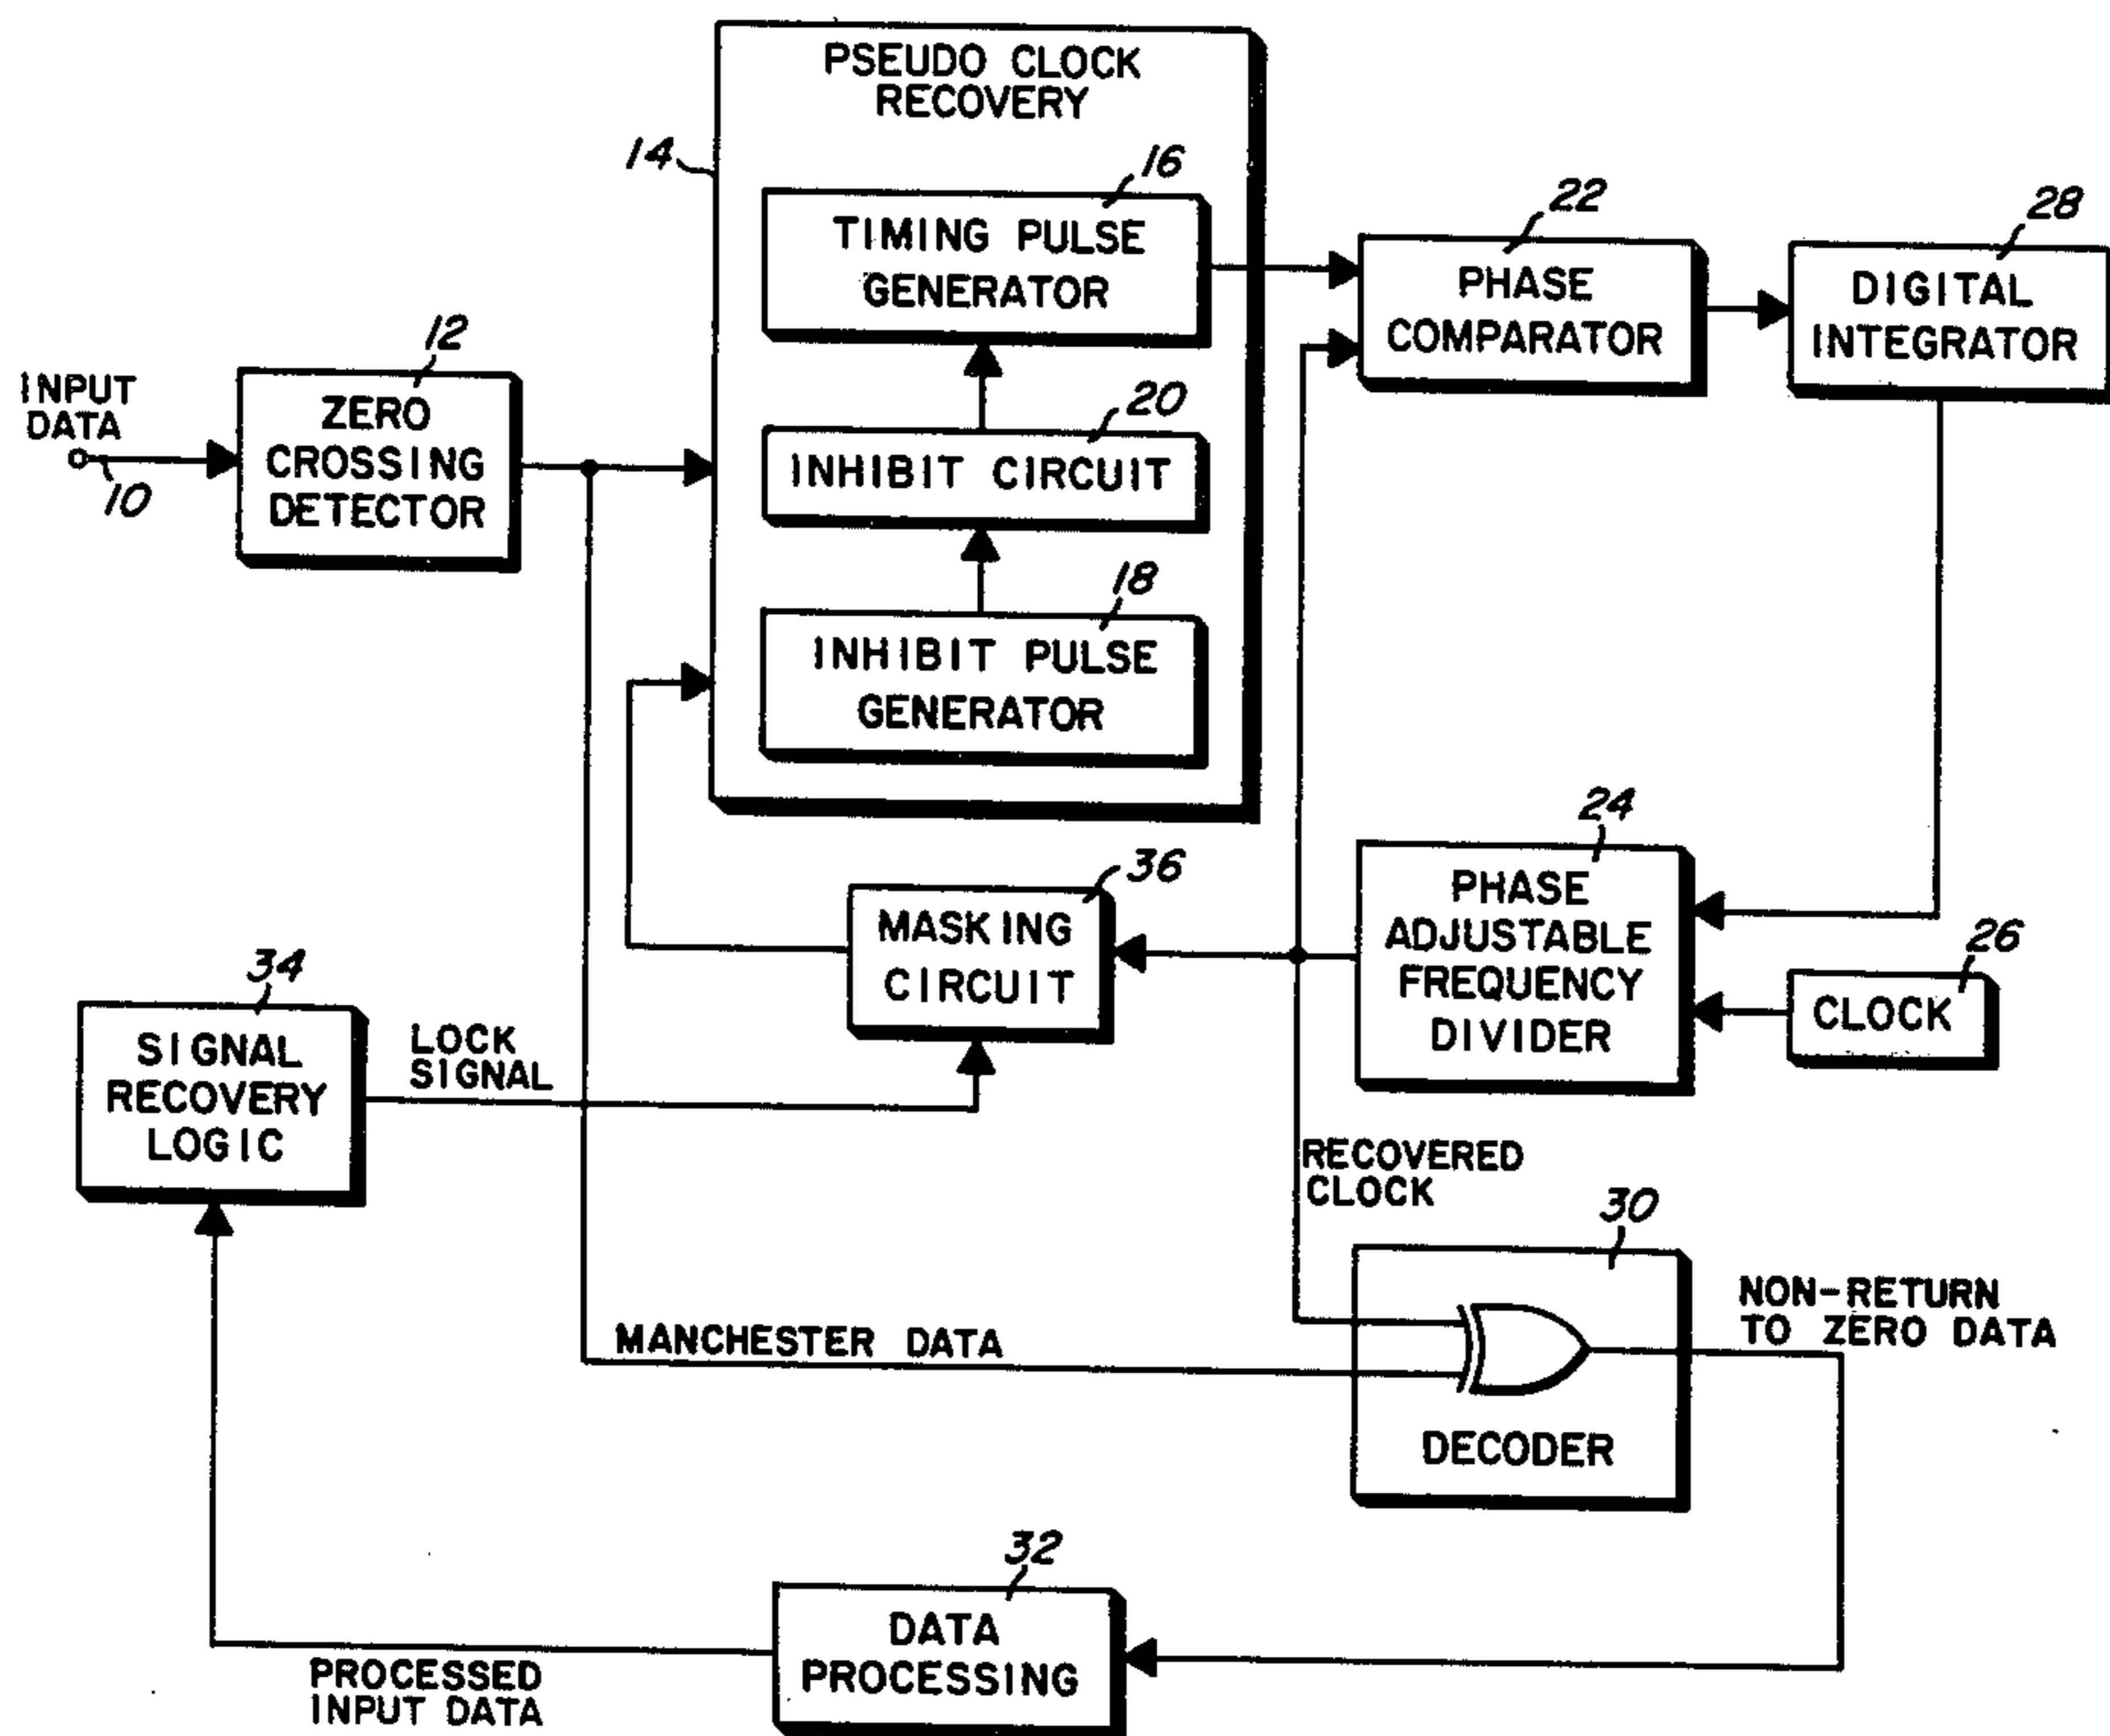 PSEUDO CLOCK
RECOVERY
14
16
TIMING PULSE
GENERATOR
22
PHASE
COMPARATOR
28
DIGITAL
INTEGRATOR
INPUT
DATA
10
12
ZERO
CROSSING
DETECTOR
20
INHIBIT CIRCUIT
18
INHIBIT PULSE
GENERATOR
24
PHASE
ADJUSTABLE
FREQUENCY
DIVIDER
26
CLOCK
36
MASKING
CIRCUIT
34
SIGNAL
RECOVERY
LOGIC
LOCK
SIGNAL
RECOVERED
CLOCK
30
DECODER
MANCHESTER DATA
NON-RETURN
TO ZERO DATA
32
DATA
PROCESSING
PROCESSED
INPUT DATA